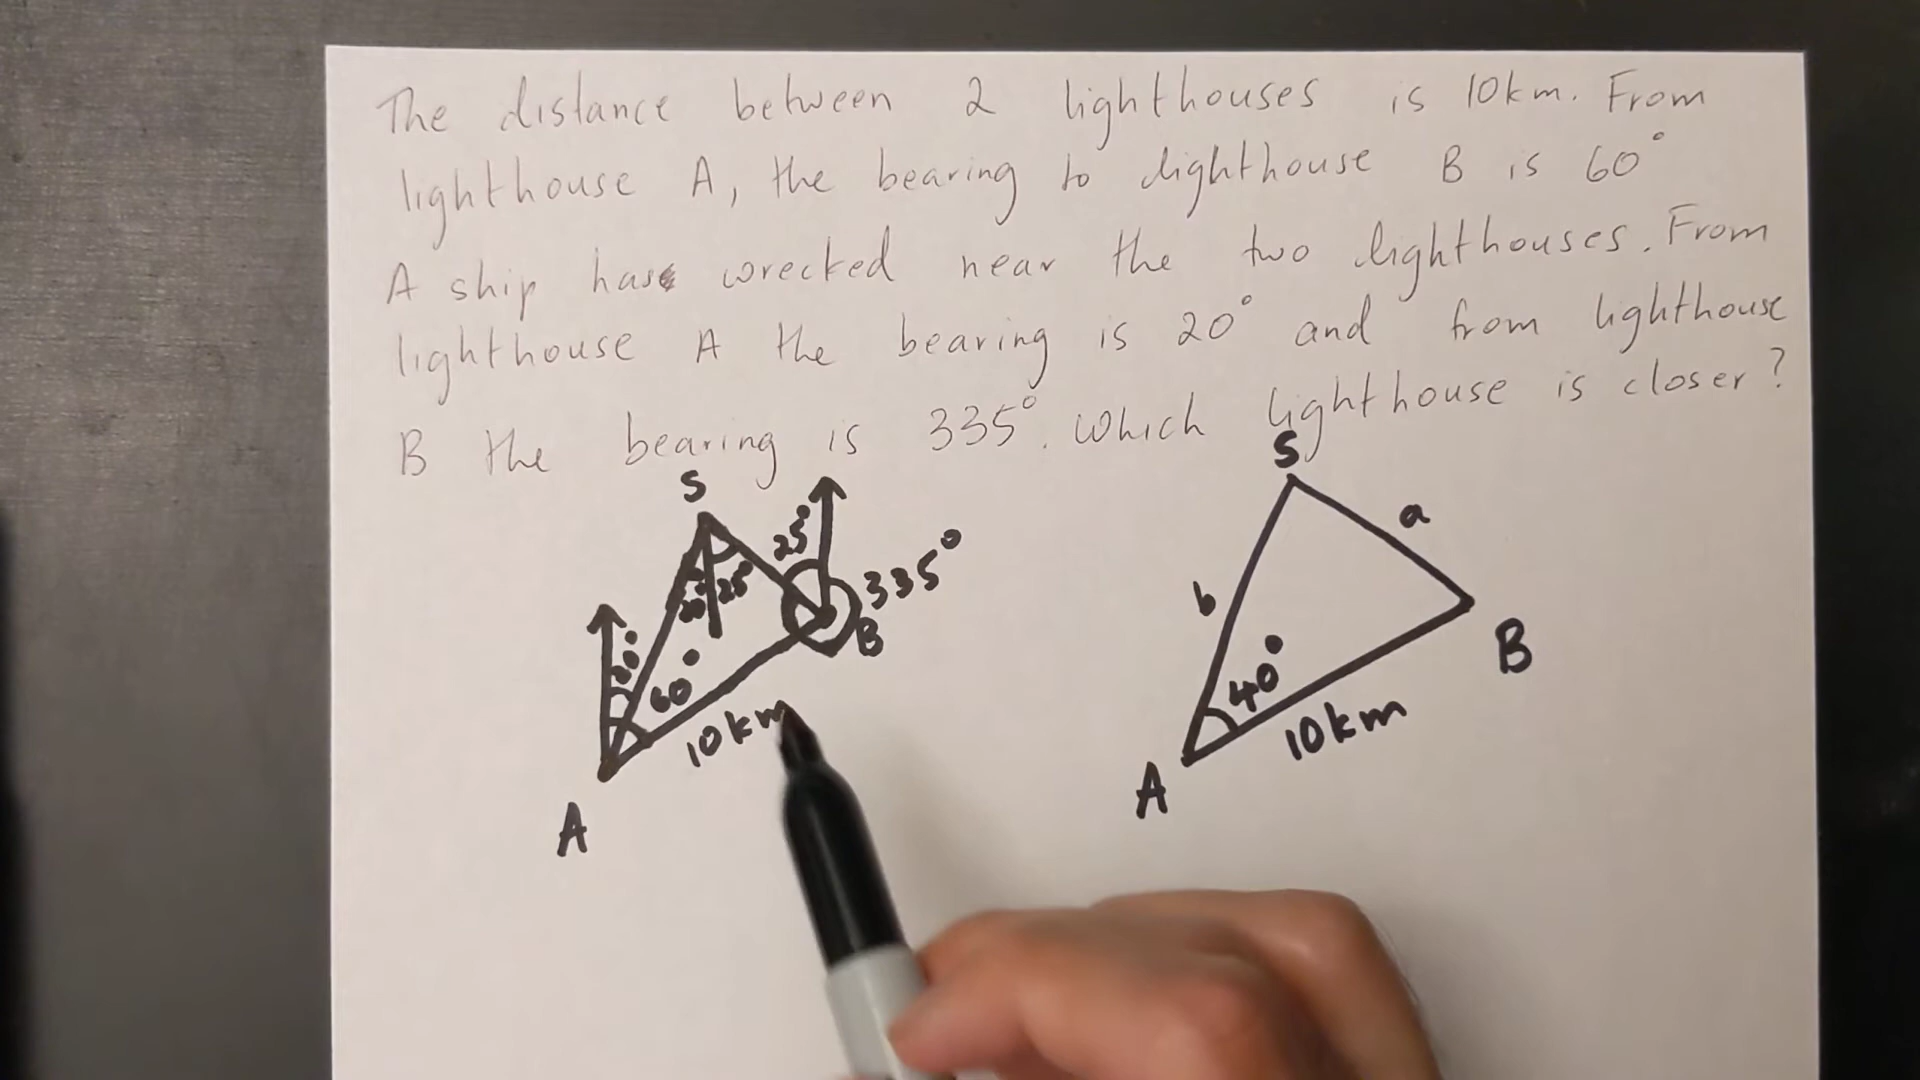 The distance between 2 lighthouses is 10km. From
lighthouse A, the bearing to lighthouse B is 60°
A ship has wrecked near the two lighthouses. From
lighthouse A the bearing is 20° and from lighthouse
B the bearing is 335°. Which lighthouse is closer?
S
25°
335°
20° 25°
B
20°
60°
10km
A
S
a
b
B
40°
10km
A